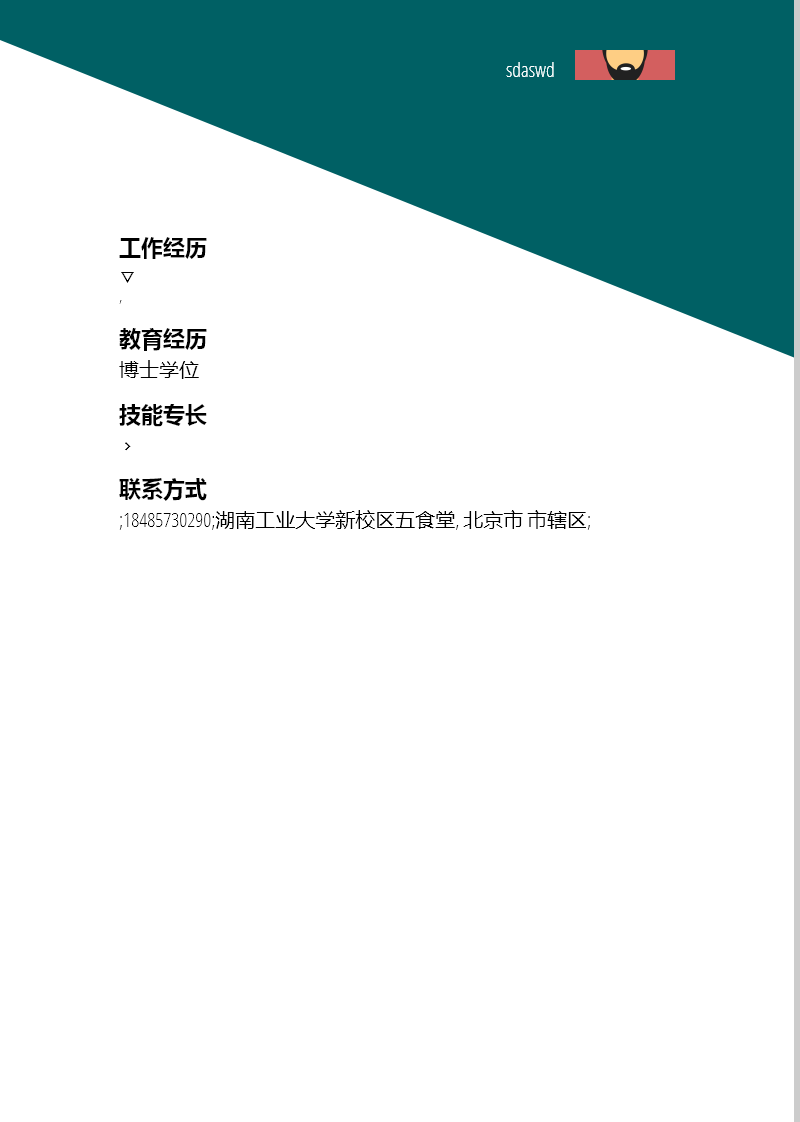 sdaswd
工作经历
▽
,
教育经历
博士学位
技能专长
›
联系方式
;18485730290;湖南工业大学新校区五食堂, 北京市 市辖区;